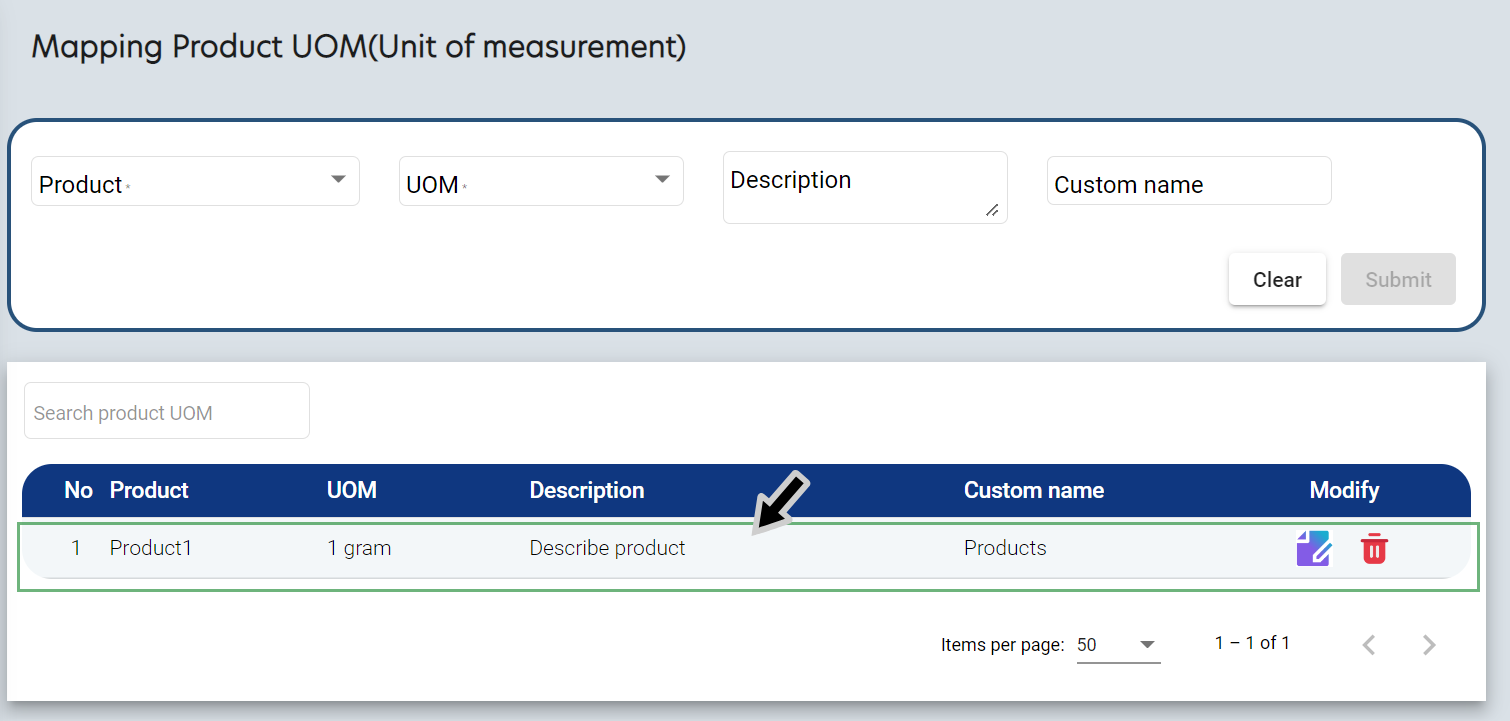 Mapping Product UOM(Unit of measurement)
Product *
UOM *
Description
Custom name
Clear
Submit
Search product UOM
No Product UOM Description Custom name Modify
1 Product1 1 gram Describe product Products
Items per page: 50 1 – 1 of 1